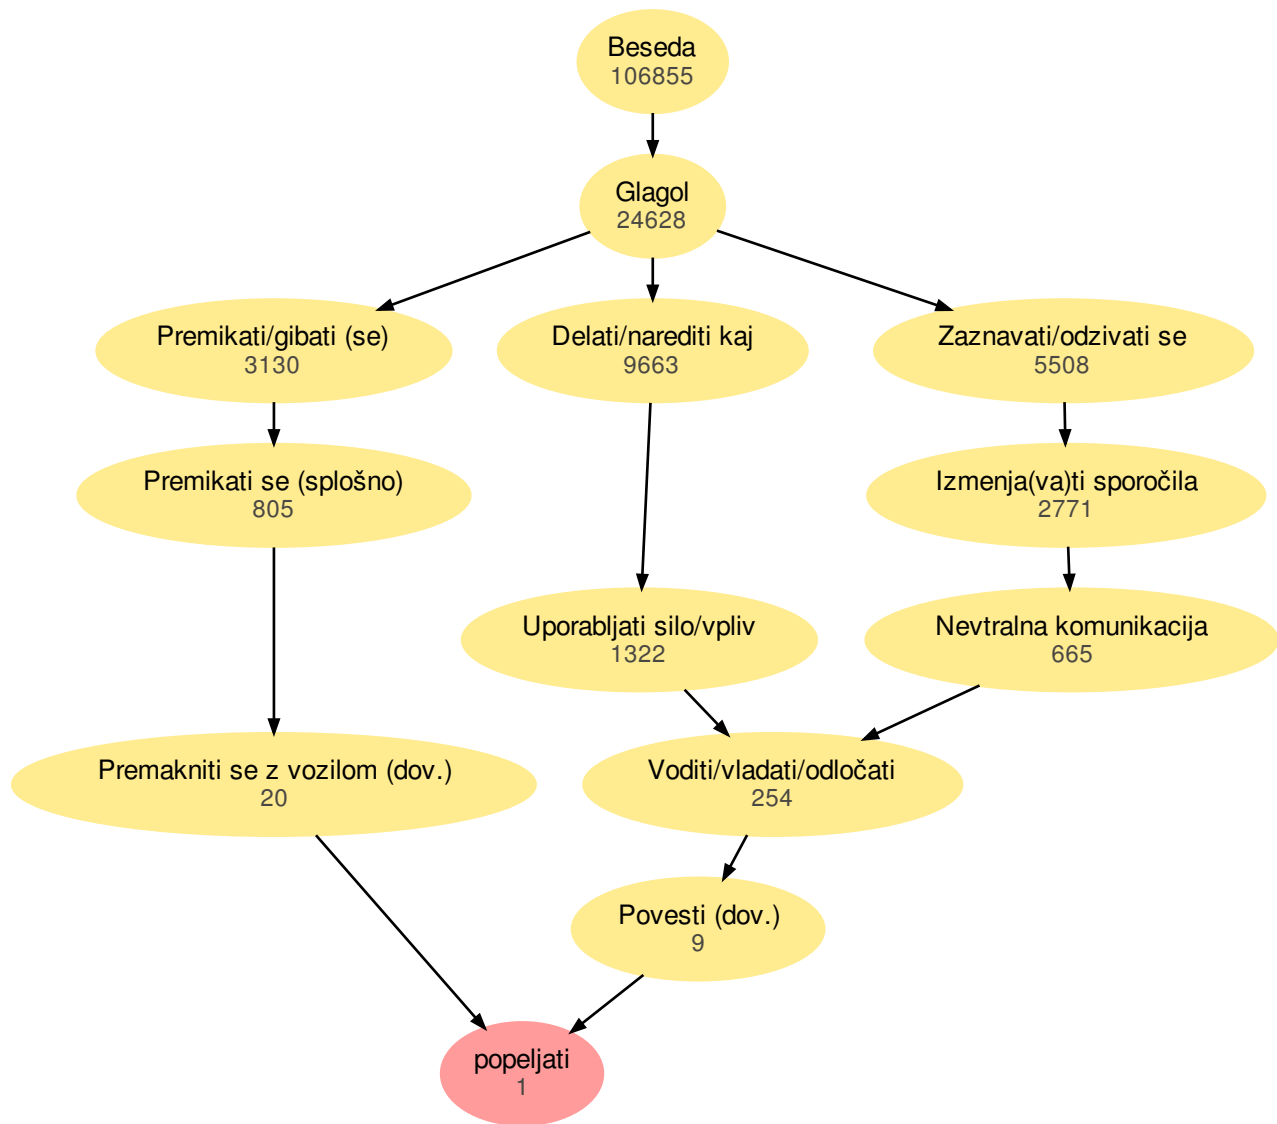 Beseda
106855
Glagol
24628
Premikati/gibati (se)
3130
Delati/narediti kaj
9663
Zaznavati/odzivati se
5508
Premikati se (splošno)
805
Izmenja(va)ti sporočila
2771
Uporabljati silo/vpliv
1322
Nevtralna komunikacija
665
Premakniti se z vozilom (dov.)
20
Voditi/vladati/odločati
254
Povesti (dov.)
9
popeljati
1